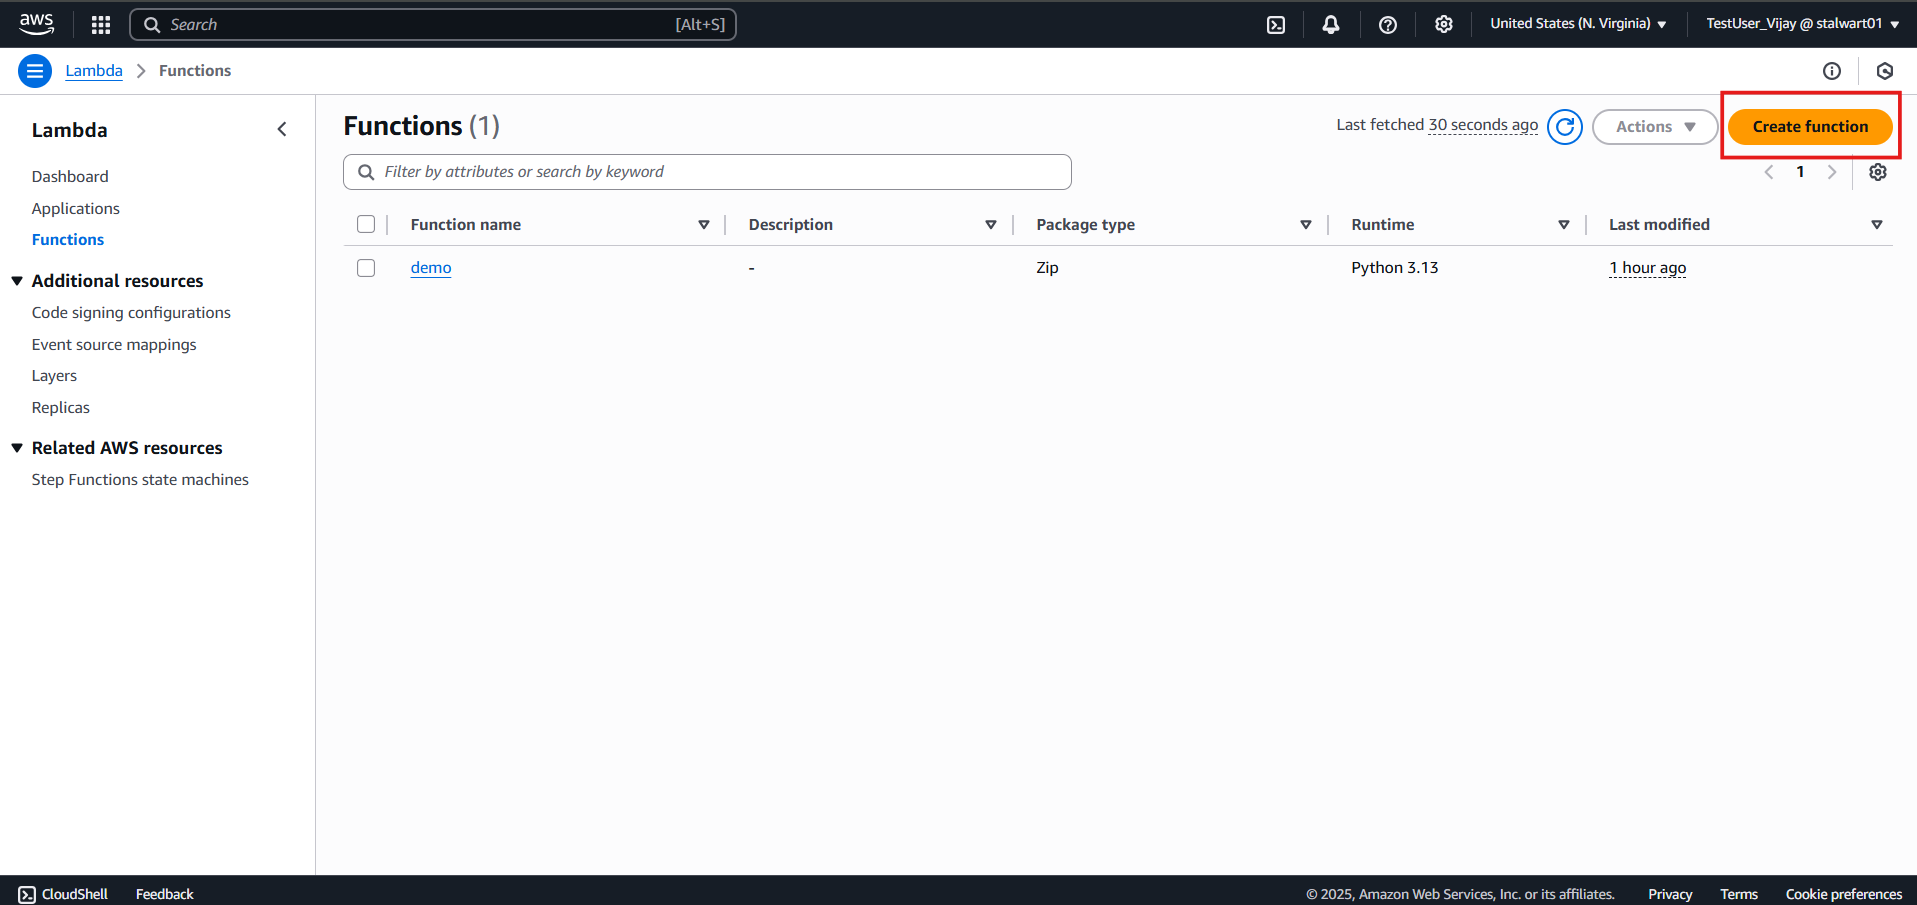 aws
Search [Alt+S]
United States (N. Virginia)
TestUser_Vijay @ stalwart01
Lambda
Functions
Lambda
Dashboard
Applications
Functions
Additional resources
Code signing configurations
Event source mappings
Layers
Replicas
Related AWS resources
Step Functions state machines
Functions (1)
Last fetched 30 seconds ago
Actions
Create function
Filter by attributes or search by keyword
1
Function name Description Package type Runtime Last modified
demo - Zip Python 3.13 1 hour ago
CloudShell Feedback
© 2025, Amazon Web Services, Inc. or its affiliates. Privacy Terms Cookie preferences